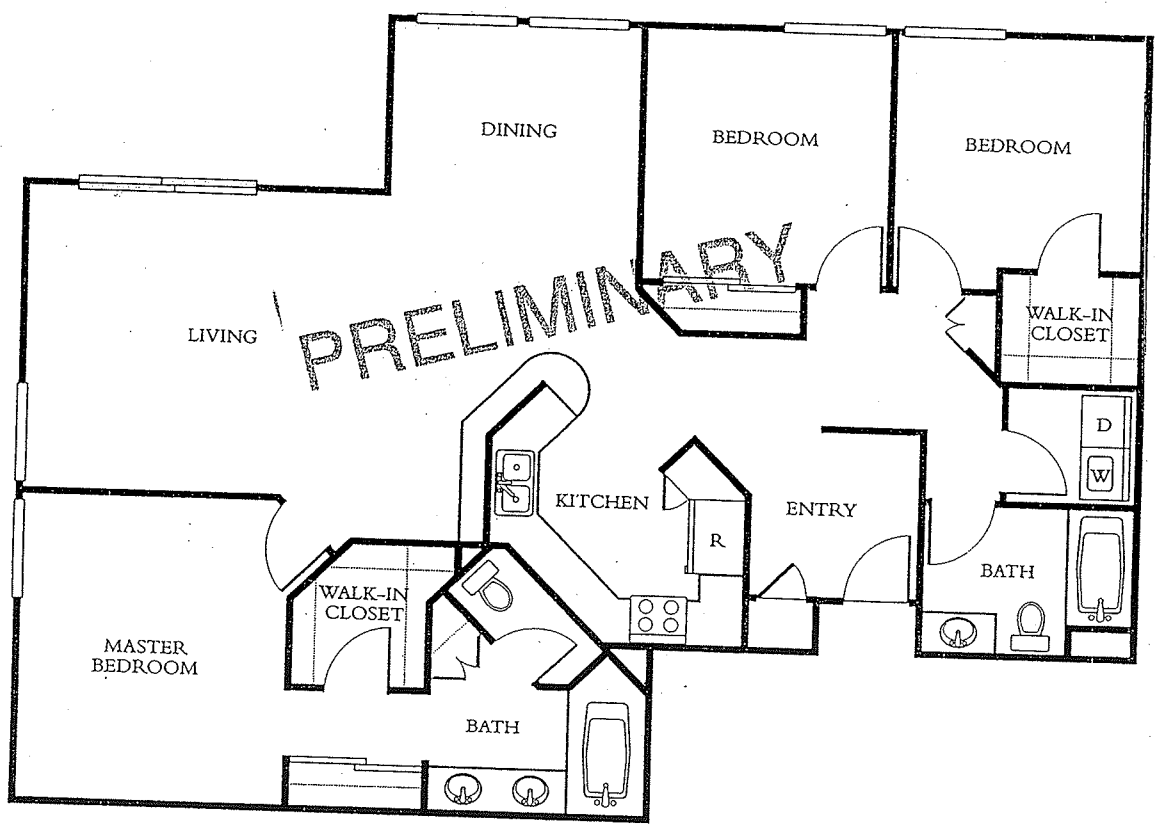 DINING
BEDROOM
BEDROOM
LIVING
PRELIMINARY
WALK-IN
CLOSET
D
W
KITCHEN
R
ENTRY
BATH
WALK-IN
CLOSET
MASTER
BEDROOM
BATH